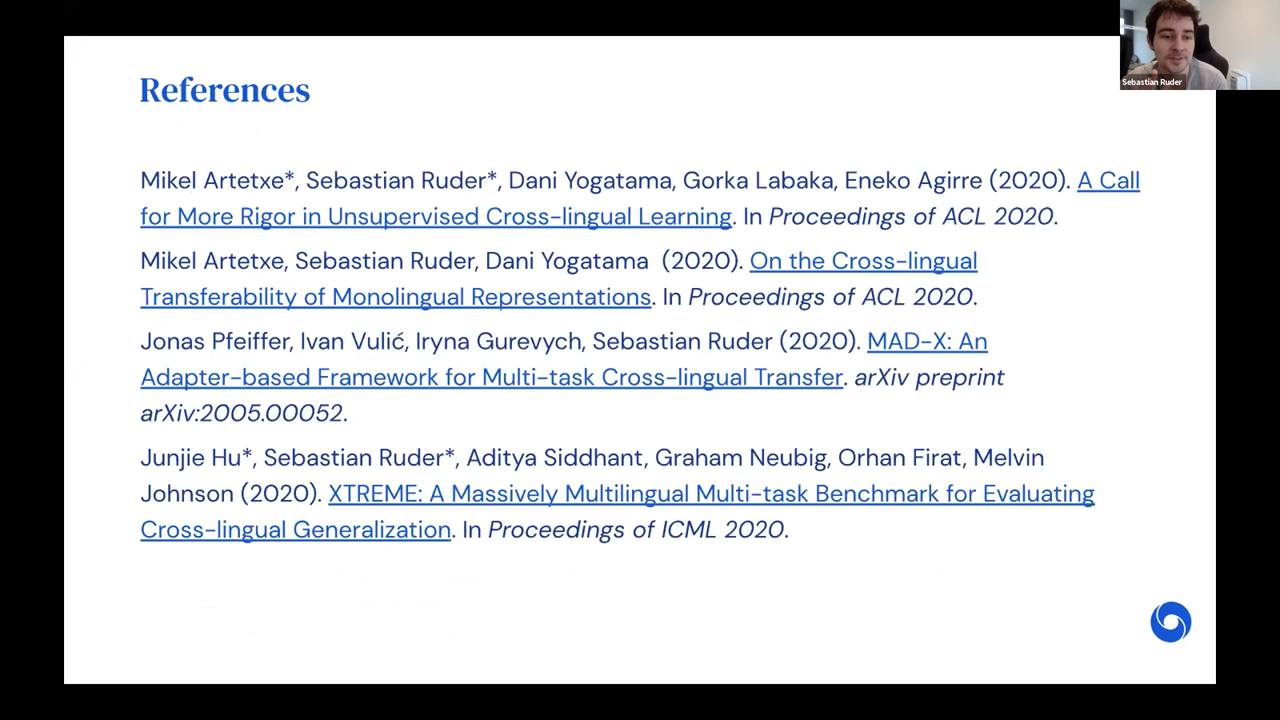 References
Mikel Artetxe*, Sebastian Ruder*, Dani Yogatama, Gorka Labaka, Eneko Agirre (2020). A Call
for More Rigor in Unsupervised Cross-lingual Learning. In Proceedings of ACL 2020.
Mikel Artetxe, Sebastian Ruder, Dani Yogatama (2020). On the Cross-lingual
Transferability of Monolingual Representations. In Proceedings of ACL 2020.
Jonas Pfeiffer, Ivan Vulić, Iryna Gurevych, Sebastian Ruder (2020). MAD-X: An
Adapter-based Framework for Multi-task Cross-lingual Transfer. arXiv preprint
arXiv:2005.00052.
Junjie Hu*, Sebastian Ruder*, Aditya Siddhant, Graham Neubig, Orhan Firat, Melvin
Johnson (2020). XTREME: A Massively Multilingual Multi-task Benchmark for Evaluating
Cross-lingual Generalization. In Proceedings of ICML 2020.
Sebastian Ruder